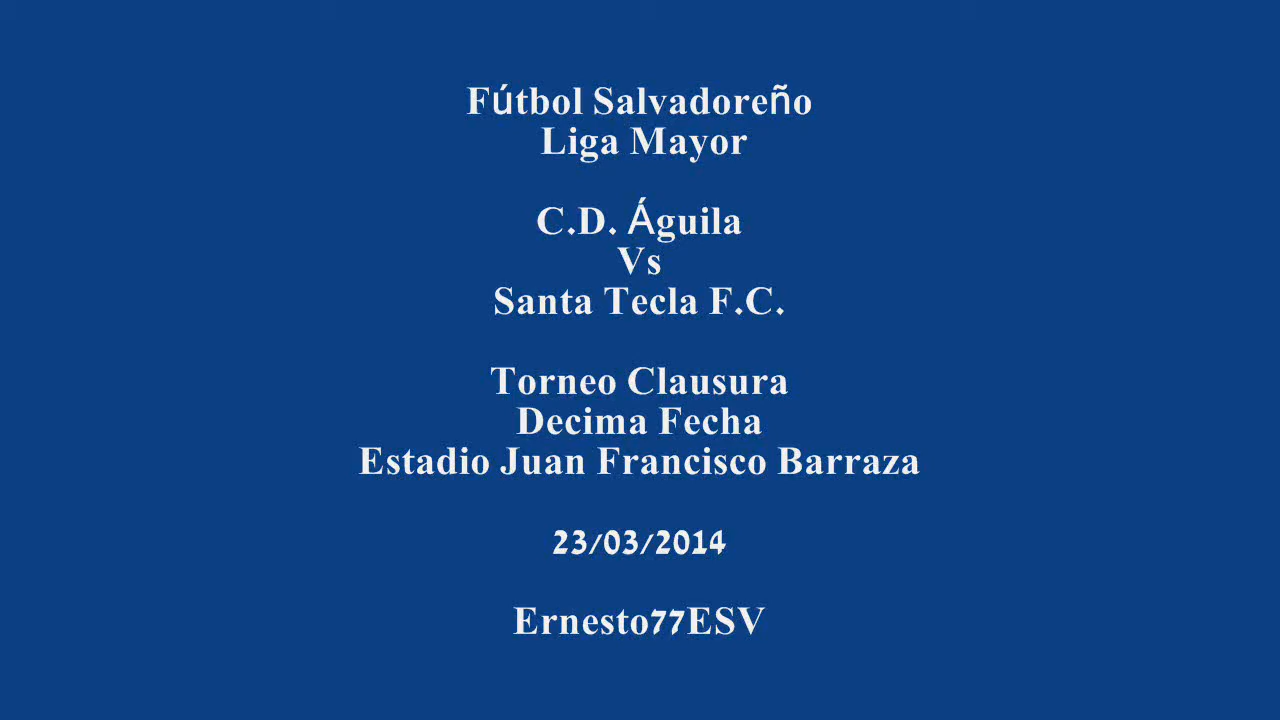 Fútbol Salvadoreño
Liga Mayor
C.D. Águila
Vs
Santa Tecla F.C.
Torneo Clausura
Decima Fecha
Estadio Juan Francisco Barraza
23/03/2014
Ernesto77ESV